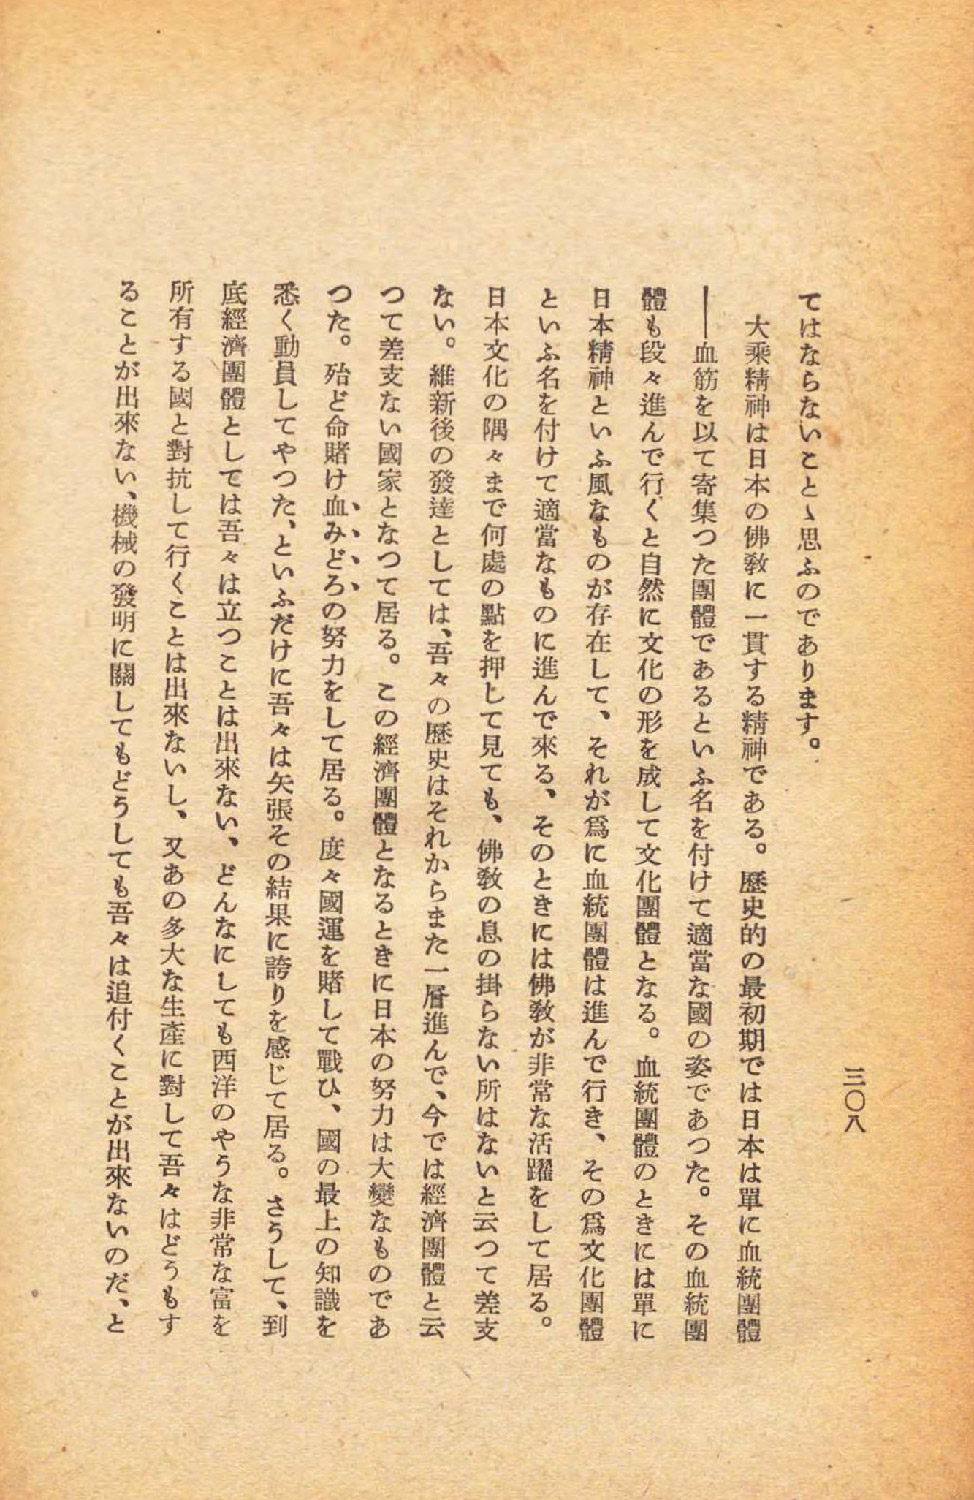 三〇八
てはならないことゝ思ふのであります。
大乘精神は日本の佛敎に一貫する精神である。歷史的の最初期では日本は單に血統團體
――血筋を以て寄集つた團體であるといふ名を付けて適當な國の姿であつた。その血統團
體も段々進んで行くと自然に文化の形を成して文化團體となる。血統團體のときには單に
日本精神といふ風なものが存在して、それが爲に血統團體は進んで行き、その爲文化團體
といふ名を付けて適當なものに進んで來る、そのときには佛敎が非常な活躍をして居る。
日本文化の隅々まで何處の點を押して見ても、佛敎の息の掛らない所はないと云つて差支
ない。維新後の發達としては、吾々の歷史はそれからまた一層進んで、今では經濟團體と云
つて差支ない國家となつて居る。この經濟團體となるときに日本の努力は大變なものであ
つた。殆ど命賭け血みどろの努力をして居る。度々國運を賭して戰ひ、國の最上の知識を
悉く動員してやつた、といふだけに吾々は矢張その結果に誇りを感じて居る。さうして、到
底經濟團體としては吾々は立つことは出來ない、どんなにしても西洋のやうな非常な富を
所有する國と對抗して行くことは出來ないし、又あの多大な生產に對して吾々はどうもす
ることが出來ない、機械の發明に關してもどうしても吾々は追付くことが出來ないのだ、と